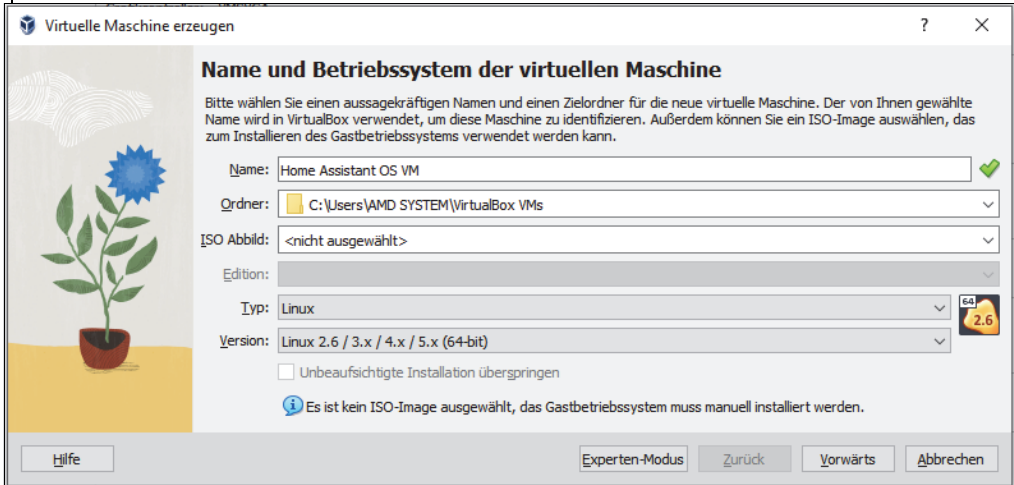 Virtuelle Maschine erzeugen
?
Name und Betriebssystem der virtuellen Maschine
Bitte wählen Sie einen aussagekräftigen Namen und einen Zielordner für die neue virtuelle Maschine. Der von Ihnen gewählte
Name wird in VirtualBox verwendet, um diese Maschine zu identifizieren. Außerdem können Sie ein ISO-Image auswählen, das
zum Installieren des Gastbetriebssystems verwendet werden kann.
Name: Home Assistant OS VM
Ordner: C:\Users\AMD SYSTEM\VirtualBox VMs
ISO Abbild: <nicht ausgewählt>
Edition:
Typ: Linux
64
2.6
Version: Linux 2.6 / 3.x / 4.x / 5.x (64-bit)
Unbeaufsichtigte Installation überspringen
Es ist kein ISO-Image ausgewählt, das Gastbetriebssystem muss manuell installiert werden.
Hilfe Experten-Modus Zurück Vorwärts Abbrechen